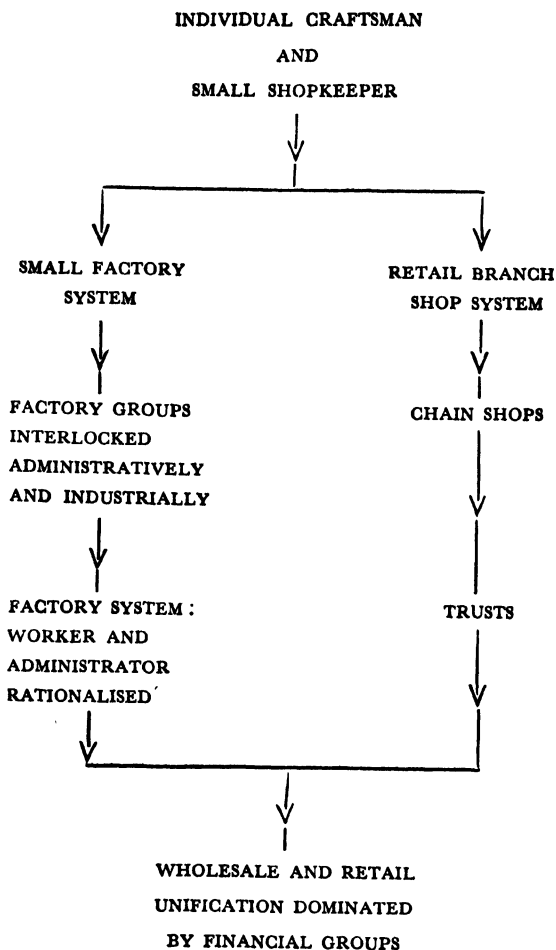 INDIVIDUAL CRAFTSMAN
AND
SMALL SHOPKEEPER
SMALL FACTORY
SYSTEM
RETAIL BRANCH
SHOP SYSTEM
FACTORY GROUPS
INTERLOCKED
ADMINISTRATIVELY
AND INDUSTRIALLY
CHAIN SHOPS
FACTORY SYSTEM:
WORKER AND
ADMINISTRATOR
RATIONALISED
TRUSTS
WHOLESALE AND RETAIL
UNIFICATION DOMINATED
BY FINANCIAL GROUPS